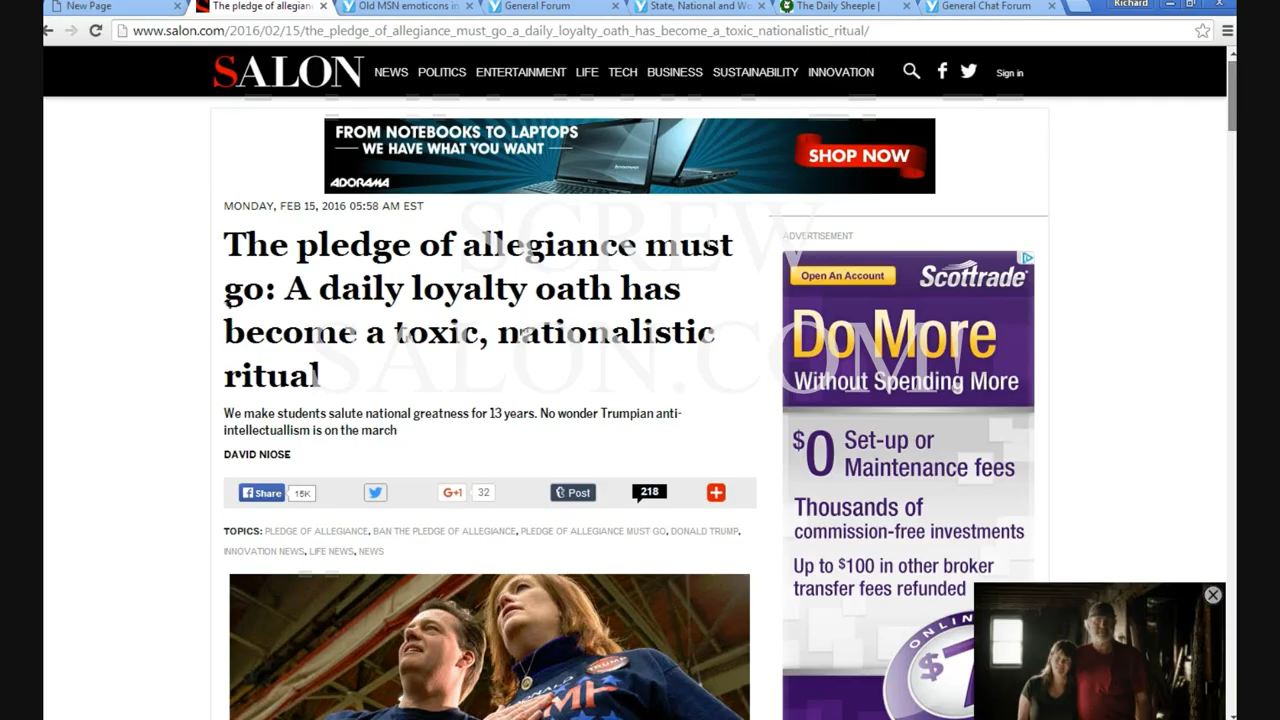 New Page
The pledge of allegian
Old MSN emoticons in
General Forum
State, National and Wo
The Daily Sheeple |
General Chat Forum
Richard
www.salon.com/2016/02/15/the_pledge_of_allegiance_must_go_a_daily_loyalty_oath_has_become_a_toxic_nationalistic_ritual/
SALON
NEWS POLITICS ENTERTAINMENT LIFE TECH BUSINESS SUSTAINABILITY INNOVATION
Sign in
FROM NOTEBOOKS TO LAPTOPS
WE HAVE WHAT YOU WANT
ADORAMA
SHOP NOW
MONDAY, FEB 15, 2016 05:58 AM EST
The pledge of allegiance must
go: A daily loyalty oath has
become a toxic, nationalistic
ritual
SCREW
SALON.COM!
We make students salute national greatness for 13 years. No wonder Trumpian anti-
intellectuallism is on the march
DAVID NIOSE
Share 15K
G+1 32
Post
218
TOPICS: PLEDGE OF ALLEGIANCE, BAN THE PLEDGE OF ALLEGIANCE, PLEDGE OF ALLEGIANCE MUST GO, DONALD TRUMP,
INNOVATION NEWS, LIFE NEWS, NEWS
TRUMP
ADVERTISEMENT
Open An Account
Scottrade
Do More
Without Spending More
$0 Set-up or
Maintenance fees
Thousands of
commission-free investments
Up to $100 in other broker
transfer fees refunded
ONLINE
$